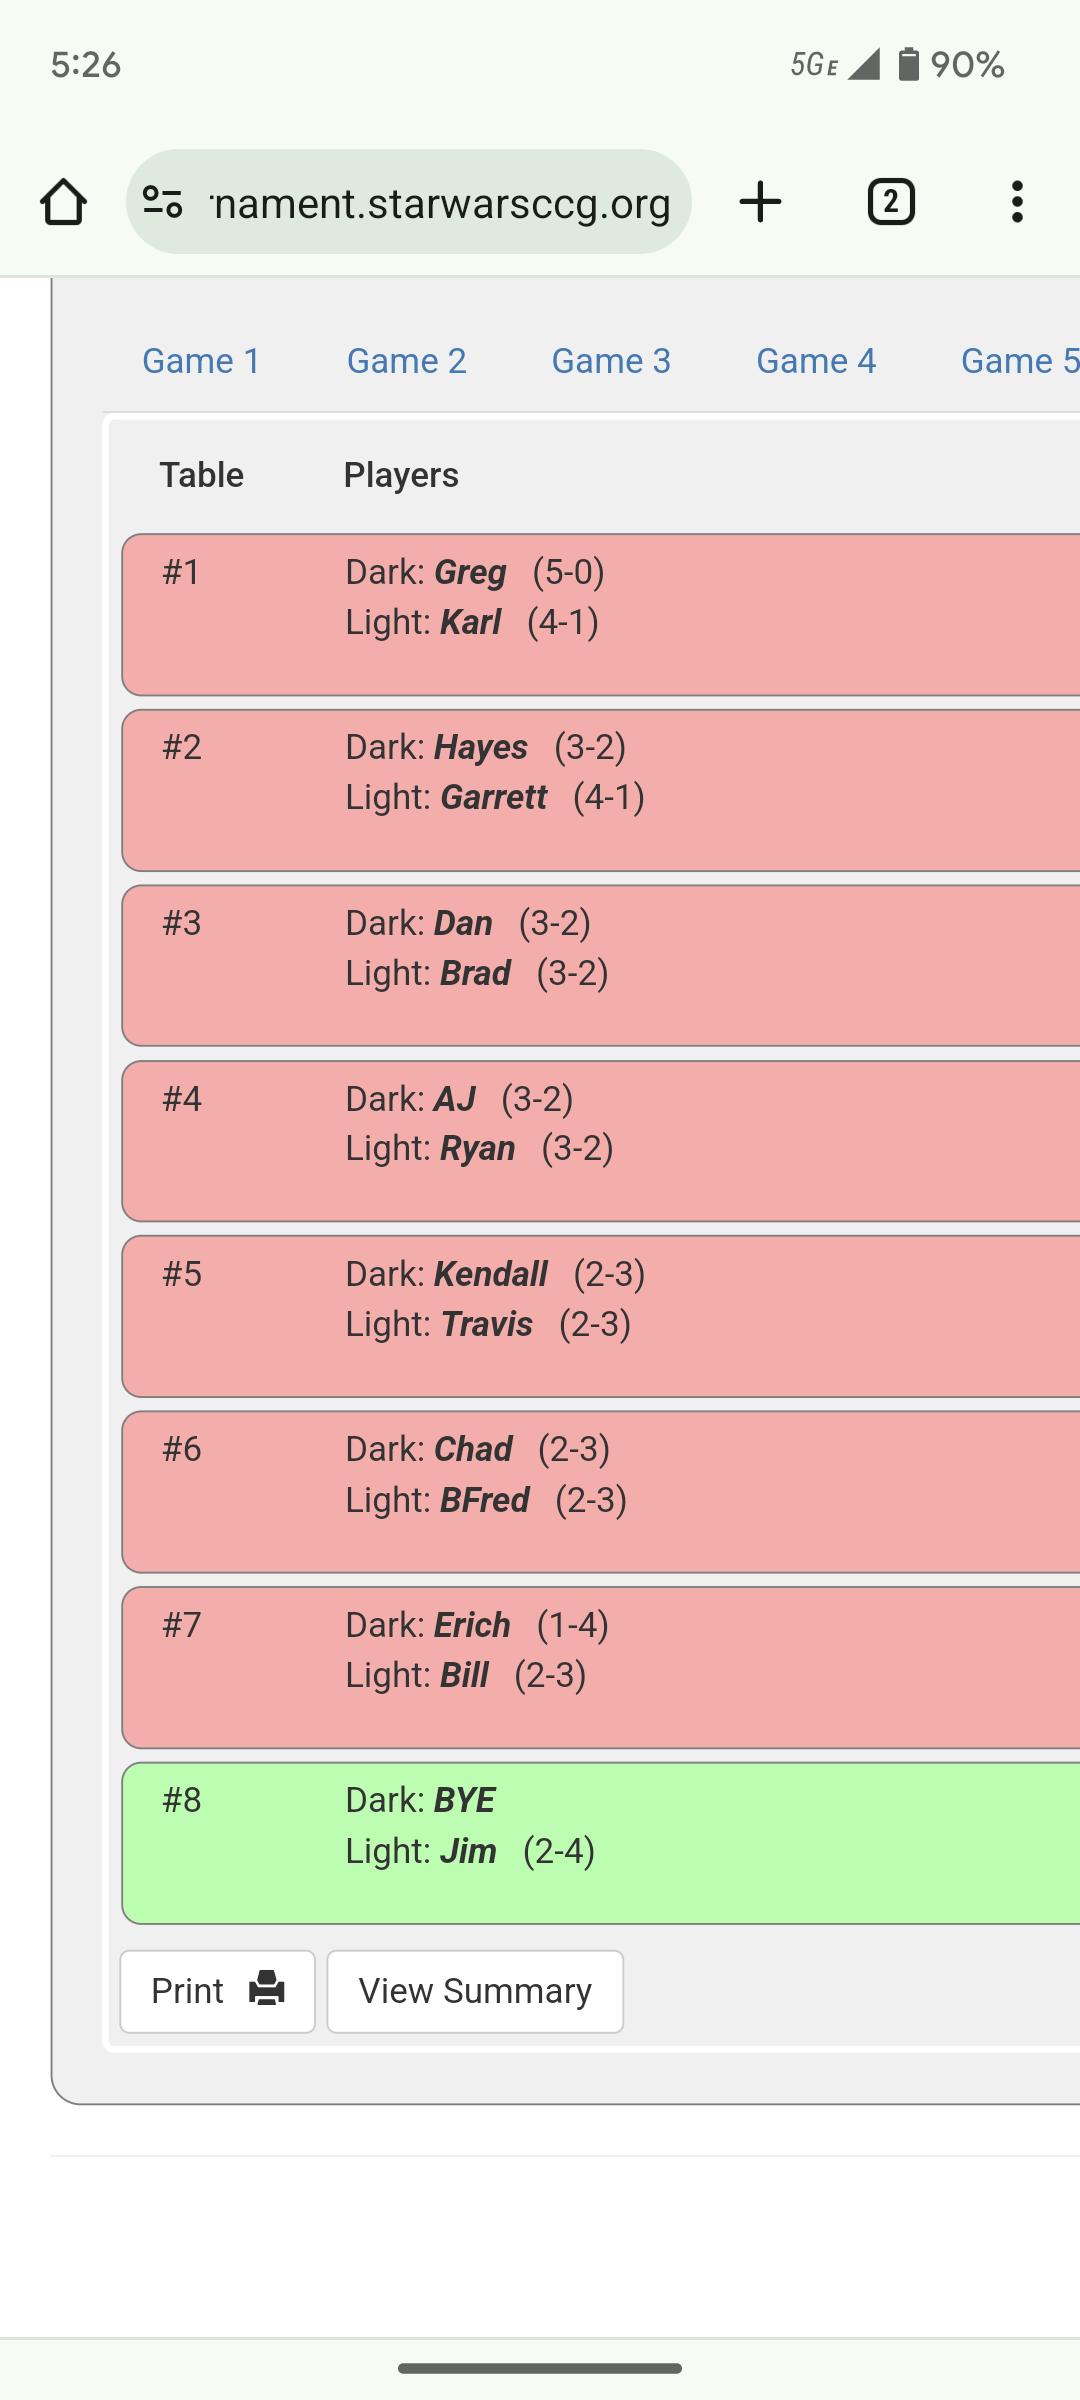 5:26 5GE 90%
nament.starwarsccg.org 2
Game 1 Game 2 Game 3 Game 4 Game 5
Table Players
#1 Dark: Greg (5-0)
Light: Karl (4-1)
#2 Dark: Hayes (3-2)
Light: Garrett (4-1)
#3 Dark: Dan (3-2)
Light: Brad (3-2)
#4 Dark: AJ (3-2)
Light: Ryan (3-2)
#5 Dark: Kendall (2-3)
Light: Travis (2-3)
#6 Dark: Chad (2-3)
Light: BFred (2-3)
#7 Dark: Erich (1-4)
Light: Bill (2-3)
#8 Dark: BYE
Light: Jim (2-4)
Print View Summary